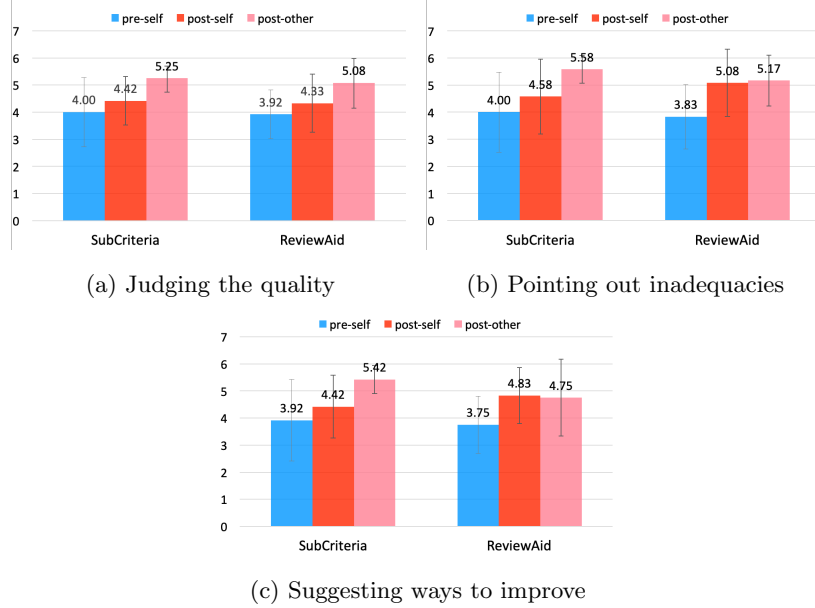 pre-self post-self post-other
7
6
5
4
3
2
1
0
4.00 4.42 5.25 3.92 4.33 5.08
SubCriteria ReviewAid
(a) Judging the quality
pre-self post-self post-other
7
6
5
4
3
2
1
0
4.00 4.58 5.58 3.83 5.08 5.17
SubCriteria ReviewAid
(b) Pointing out inadequacies
pre-self post-self post-other
7
6
5
4
3
2
1
0
3.92 4.42 5.42 3.75 4.83 4.75
SubCriteria ReviewAid
(c) Suggesting ways to improve